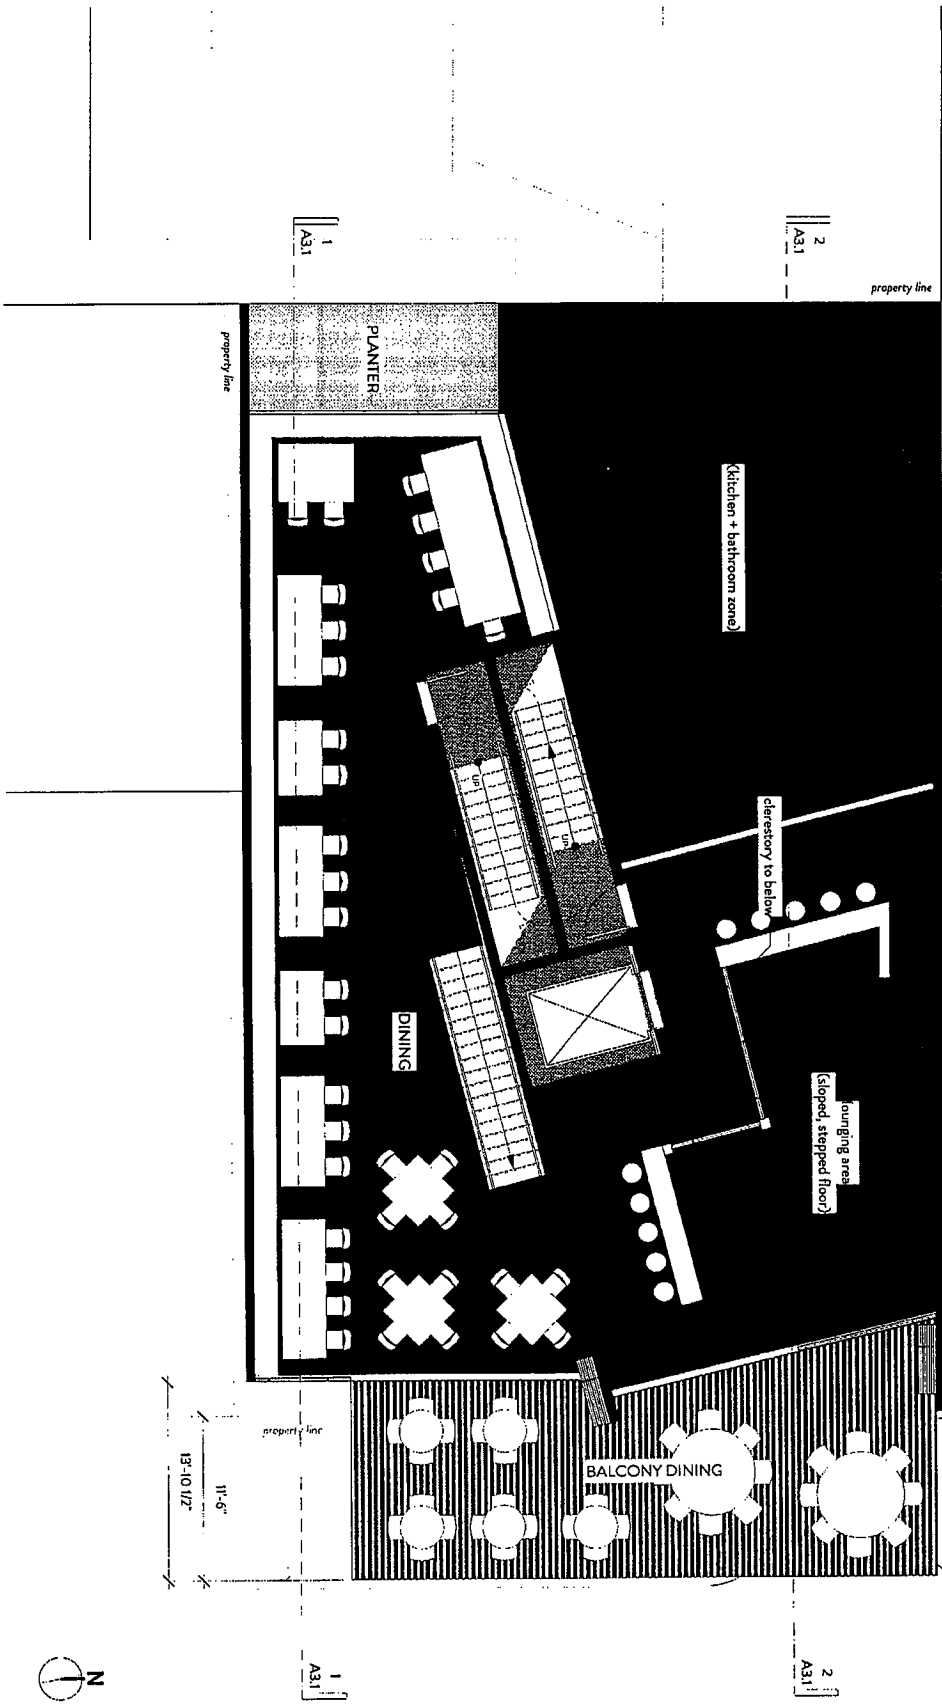 1
A3.1
2
A3.1
property line
property line
PLANTER
(kitchen + bathroom zone)
UP
UP
clerestory to below
DINING
lounging area
(sloped, stepped floor)
property line
BALCONY DINING
11'-6"
13'-10 1/2"
N
1
A3.1
2
A3.1